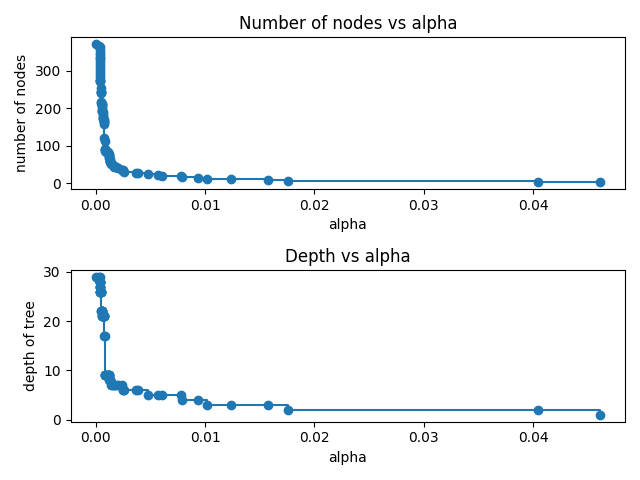 Number of nodes vs alpha
number of nodes
300
200
100
0
0.00 0.01 0.02 0.03 0.04
alpha
Depth vs alpha
depth of tree
30
20
10
0
0.00 0.01 0.02 0.03 0.04
alpha